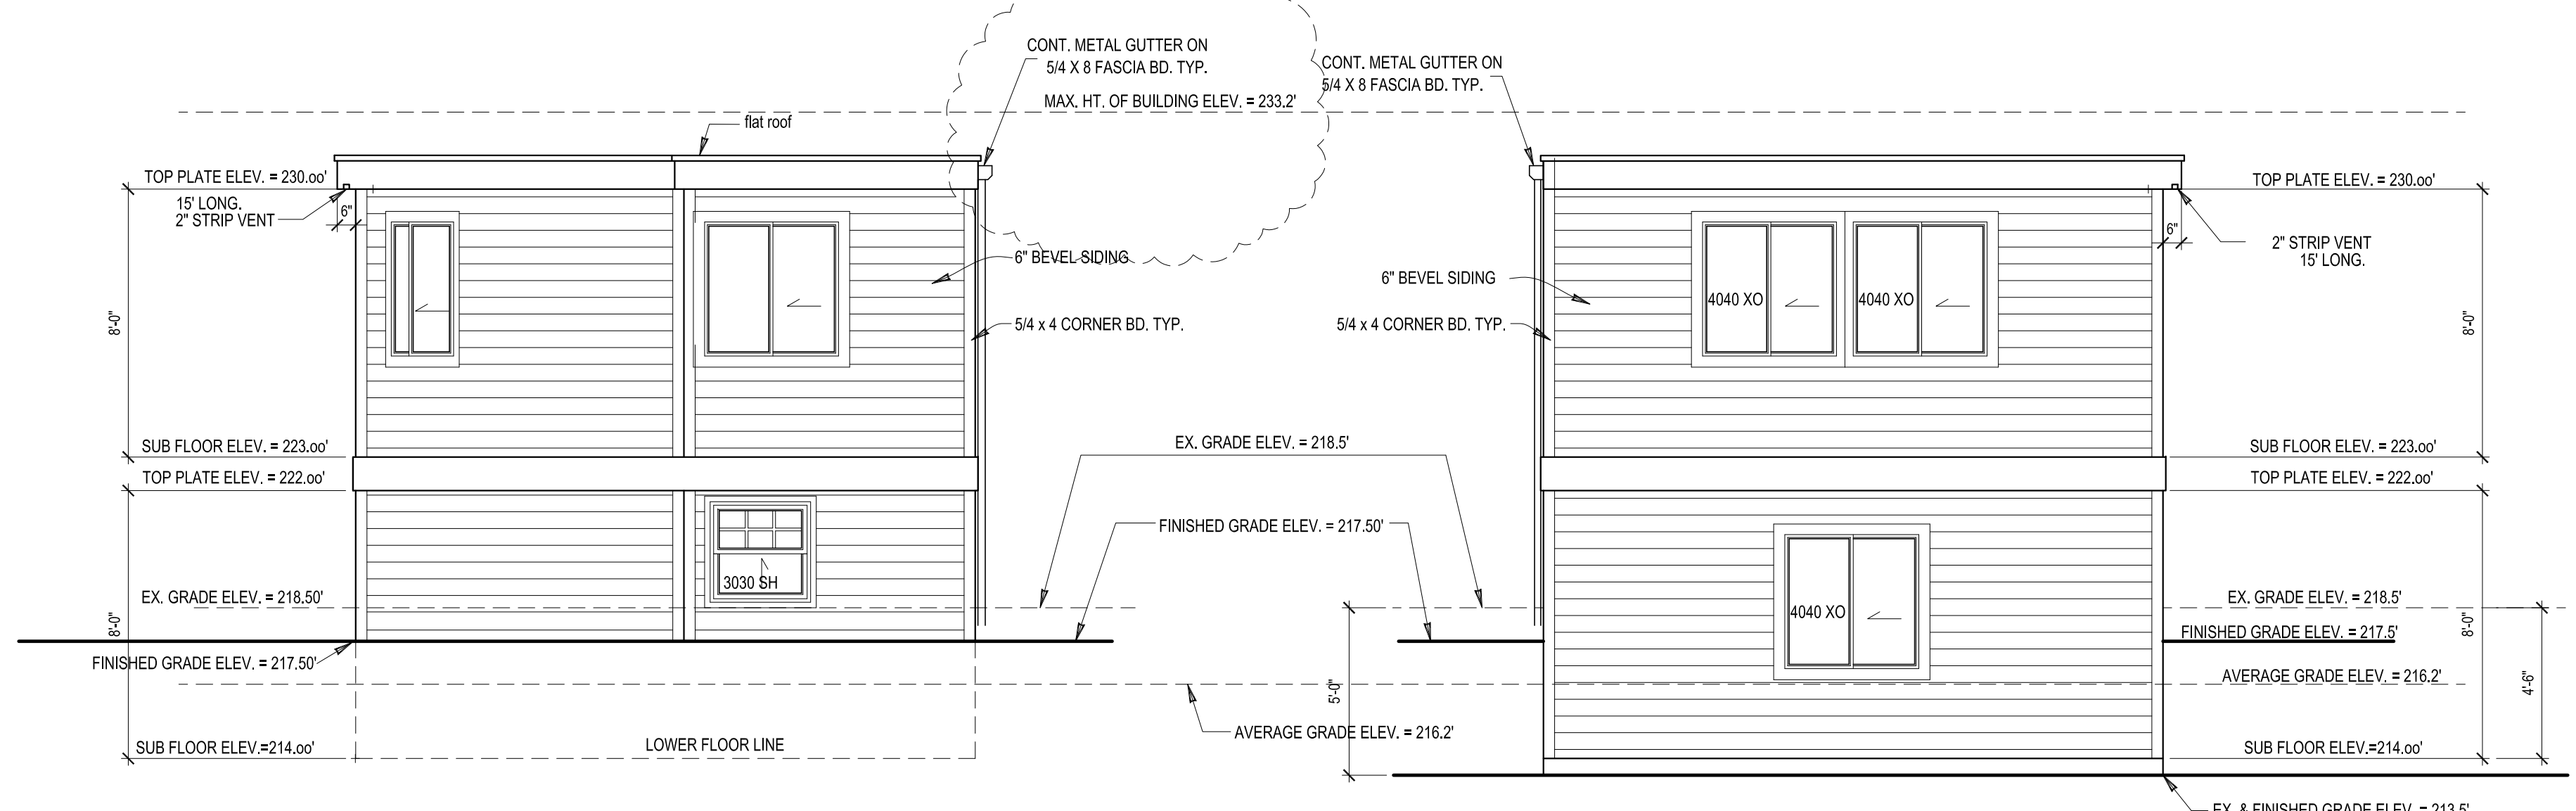 CONT. METAL GUTTER ON
5/4 X 8 FASCIA BD. TYP.
CONT. METAL GUTTER ON
5/4 X 8 FASCIA BD. TYP.
MAX. HT. OF BUILDING ELEV. = 233.2'
flat roof
TOP PLATE ELEV. = 230.oo'
15' LONG.
2" STRIP VENT
6"
8'-0"
6" BEVEL SIDING
5/4 x 4 CORNER BD. TYP.
SUB FLOOR ELEV. = 223.oo'
TOP PLATE ELEV. = 222.oo'
3030 SH
EX. GRADE ELEV. = 218.50'
8'-0"
FINISHED GRADE ELEV. = 217.50'
SUB FLOOR ELEV.=214.oo'
LOWER FLOOR LINE
EX. GRADE ELEV. = 218.5'
FINISHED GRADE ELEV. = 217.50'
AVERAGE GRADE ELEV. = 216.2'
5'-0"
6" BEVEL SIDING
5/4 x 4 CORNER BD. TYP.
4040 XO
4040 XO
4040 XO
TOP PLATE ELEV. = 230.oo'
6"
2" STRIP VENT
15' LONG.
8'-0"
SUB FLOOR ELEV. = 223.oo'
TOP PLATE ELEV. = 222.oo'
EX. GRADE ELEV. = 218.5'
FINISHED GRADE ELEV. = 217.5'
8'-0"
AVERAGE GRADE ELEV. = 216.2'
4'-6"
SUB FLOOR ELEV.=214.oo'
EX. & FINISHED GRADE ELEV. = 213.5'